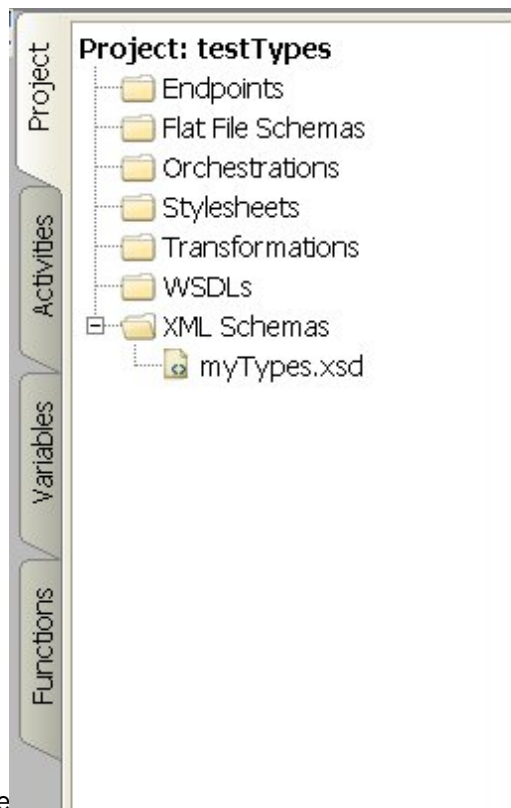 Project
Activities
Variables
Functions
Project: testTypes
Endpoints
Flat File Schemas
Orchestrations
Stylesheets
Transformations
WSDLs
XML Schemas
myTypes.xsd
e